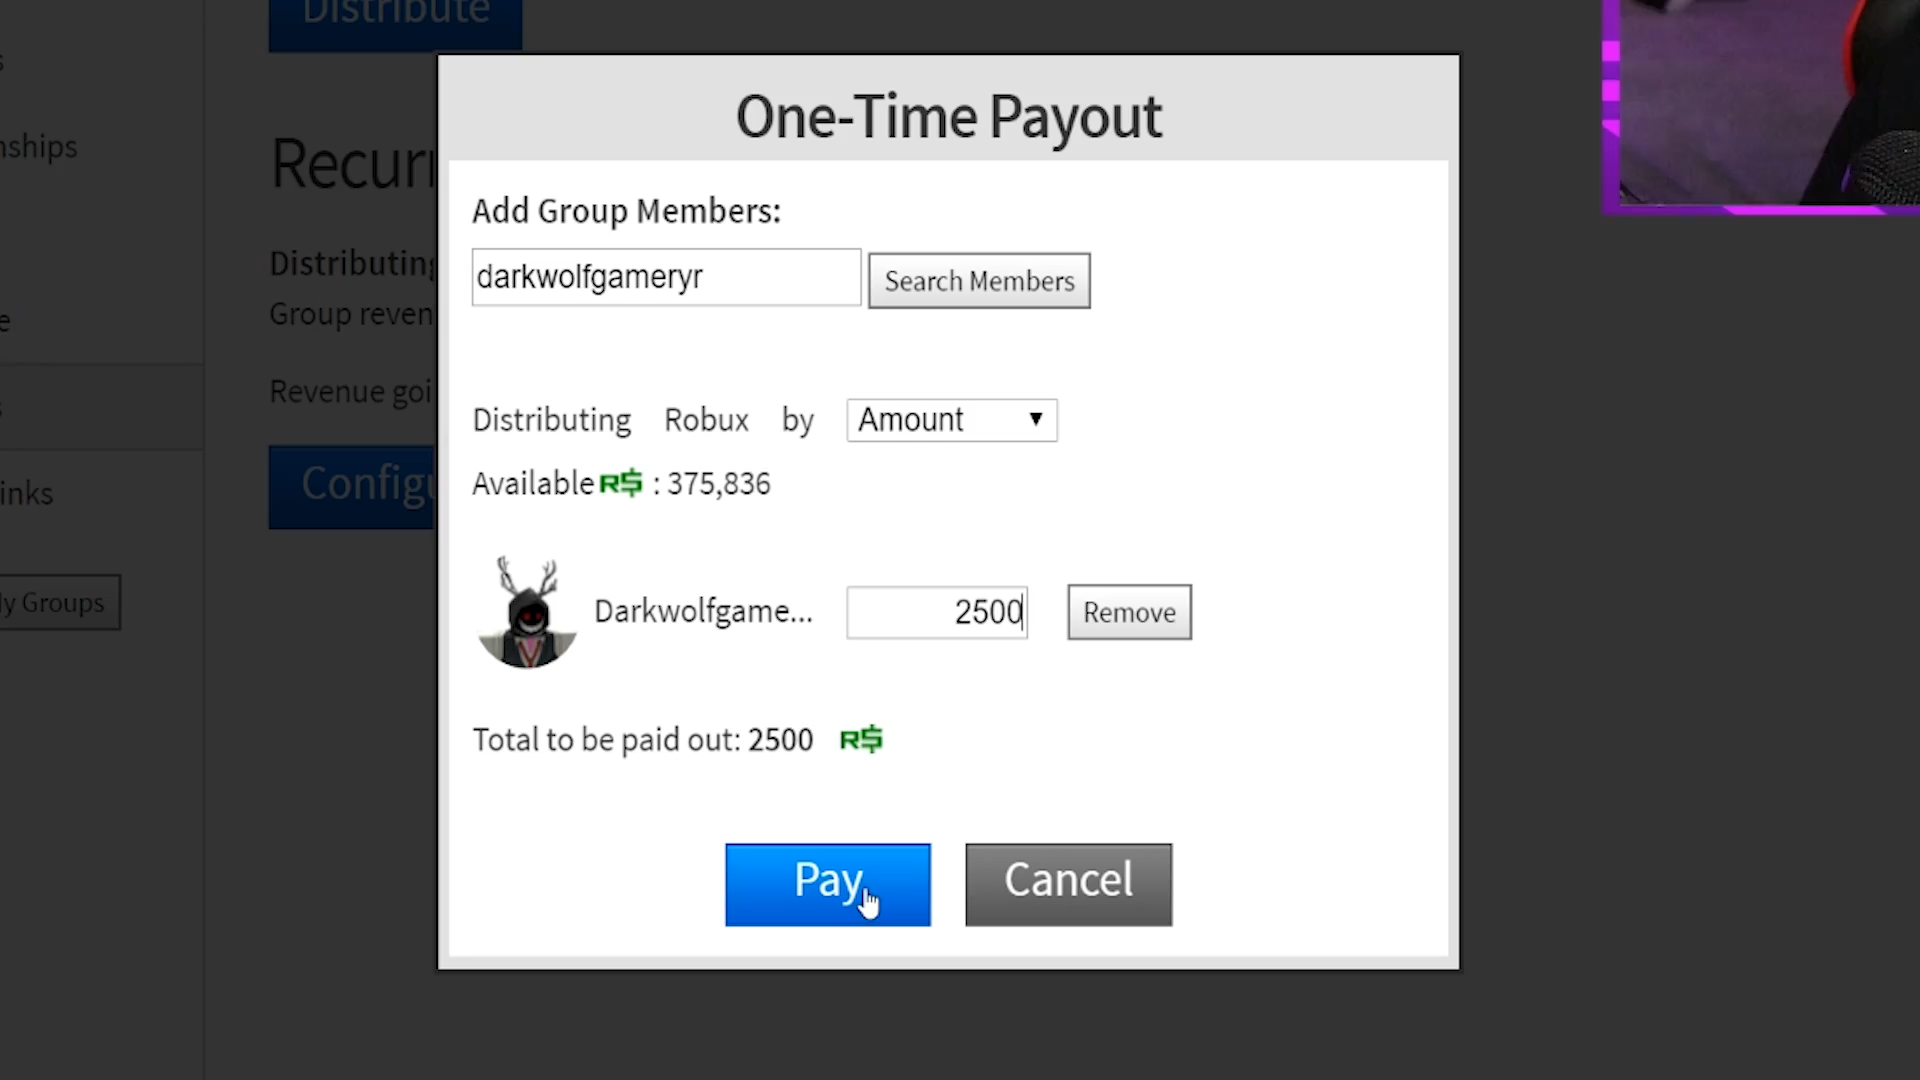 Distribute
One-Time Payout
nships
Recurr
Add Group Members:
Distributing
darkwolfgameryr Search Members
Group reven
Revenue goi
Distributing Robux by Amount
Available R$ : 375,836
Config
inks
y Groups
Darkwolfgame... 2500 Remove
Total to be paid out: 2500 R$
Pay Cancel